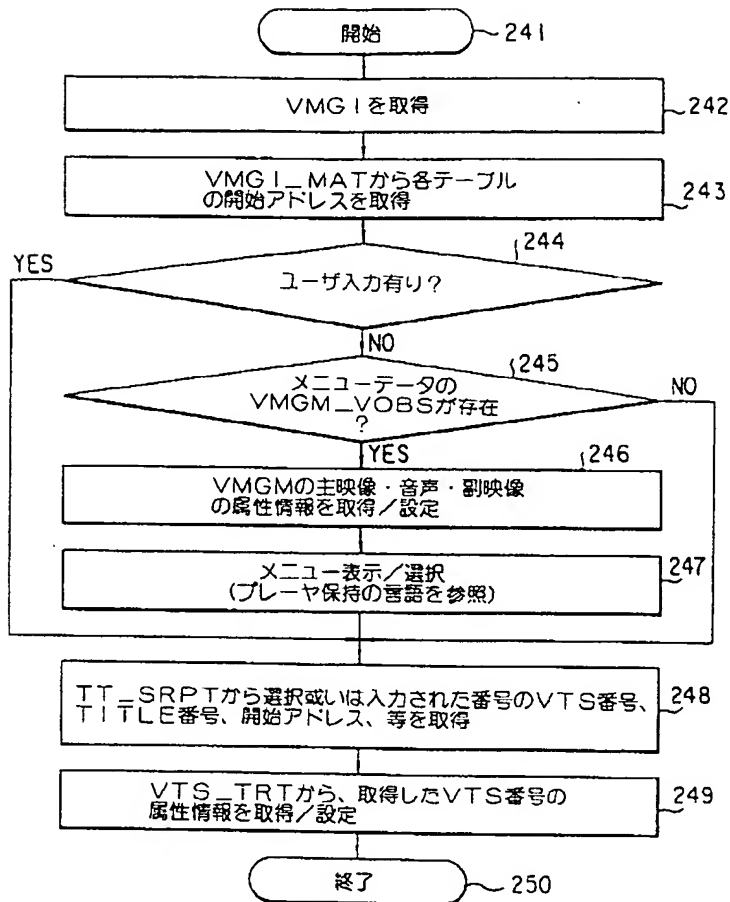 開始
241
VMGIを取得
242
VMGI_MATから各テーブル
の開始アドレスを取得
243
244
YES
ユーザ入力有り?
NO
245
メニューデータの
VMGM_VOBSが存在
?
NO
YES
246
VMGMの主映像・音声・副映像
の属性情報を取得/設定
メニュー表示/選択
(プレーヤ保持の言語を参照)
247
TT_SRPTから選択或いは入力された番号のVTS番号、
TITLE番号、開始アドレス、等を取得
248
VTS_TRTから、取得したVTS番号の
属性情報を取得/設定
249
終了
250